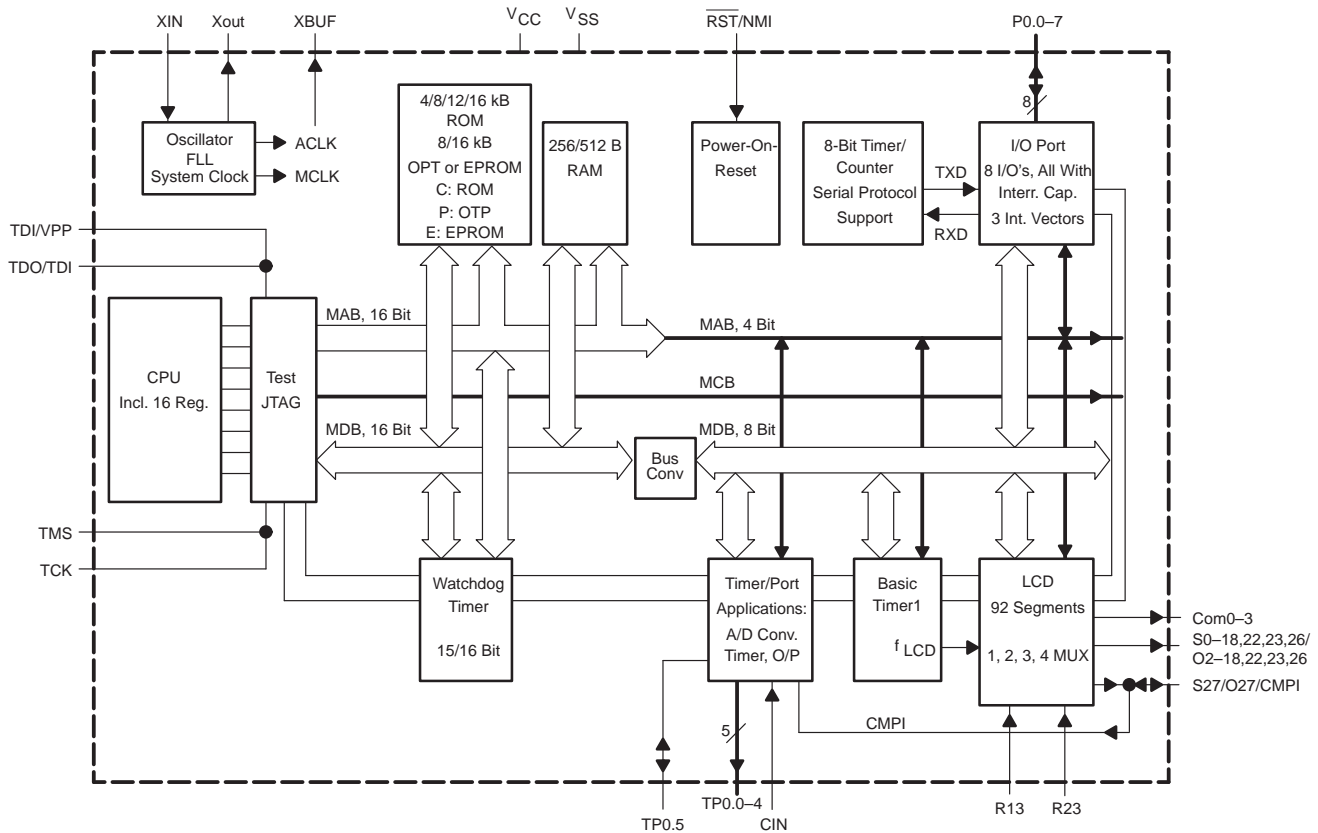 XIN
Xout
XBUF
VCC
VSS
RST/NMI
P0.0–7
8
Oscillator
FLL
System Clock
ACLK
MCLK
4/8/12/16 kB
ROM
8/16 kB
OPT or EPROM
C: ROM
P: OTP
E: EPROM
256/512 B
RAM
Power-On-
Reset
8-Bit Timer/
Counter
Serial Protocol
Support
TXD
RXD
I/O Port
8 I/O's, All With
Interr. Cap.
3 Int. Vectors
TDI/VPP
TDO/TDI
CPU
Incl. 16 Reg.
Test
JTAG
MAB, 16 Bit
MAB, 4 Bit
MCB
MDB, 16 Bit
MDB, 8 Bit
Bus
Conv
TMS
TCK
Watchdog
Timer
15/16 Bit
Timer/Port
Applications:
A/D Conv.
Timer, O/P
Basic
Timer1
fLCD
LCD
92 Segments
1, 2, 3, 4 MUX
Com0–3
S0–18,22,23,26/
O2–18,22,23,26
S27/O27/CMPI
CMPI
5
TP0.5
TP0.0–4
CIN
R13
R23